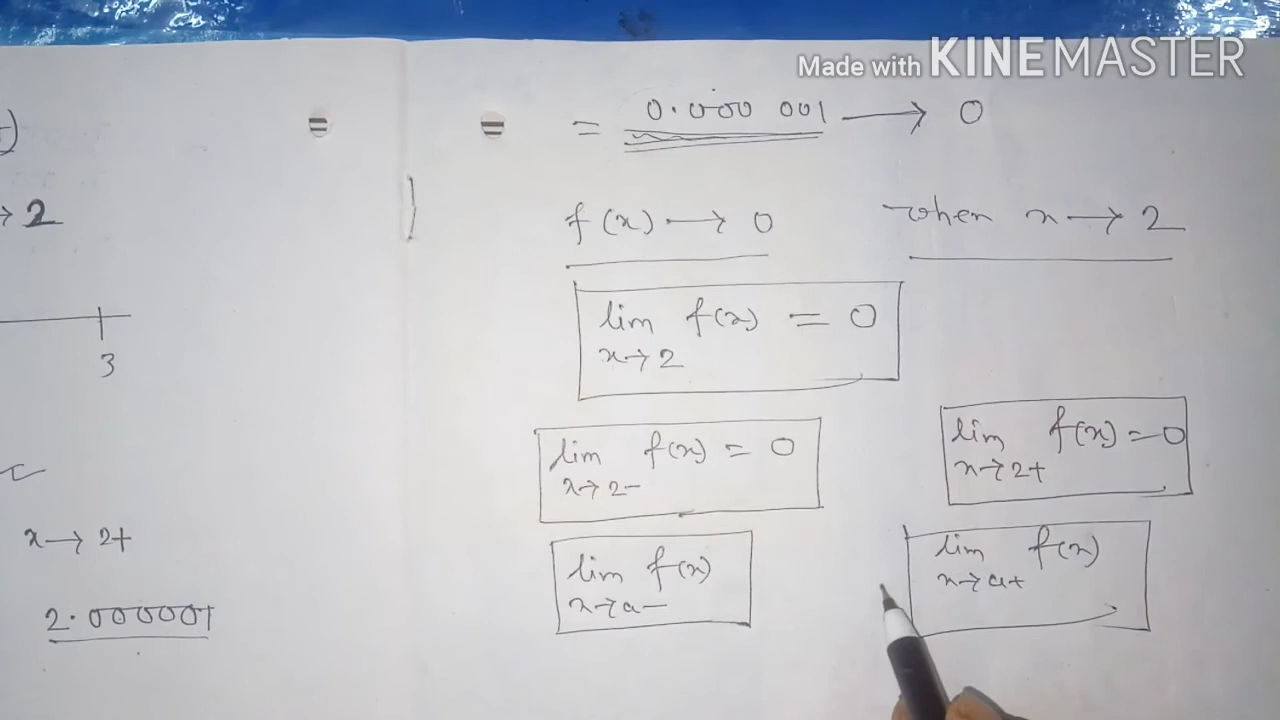 Made with KINEMASTER
= 0.000 001 → 0
→ 2
f(x) → 0 when x → 2
lim f(x) = 0
x→2
3
lim f(x) = 0
x→2-
lim f(x) = 0
x→2+
x → 2+
lim f(x)
x→a-
lim f(x)
x→a+
2.000001